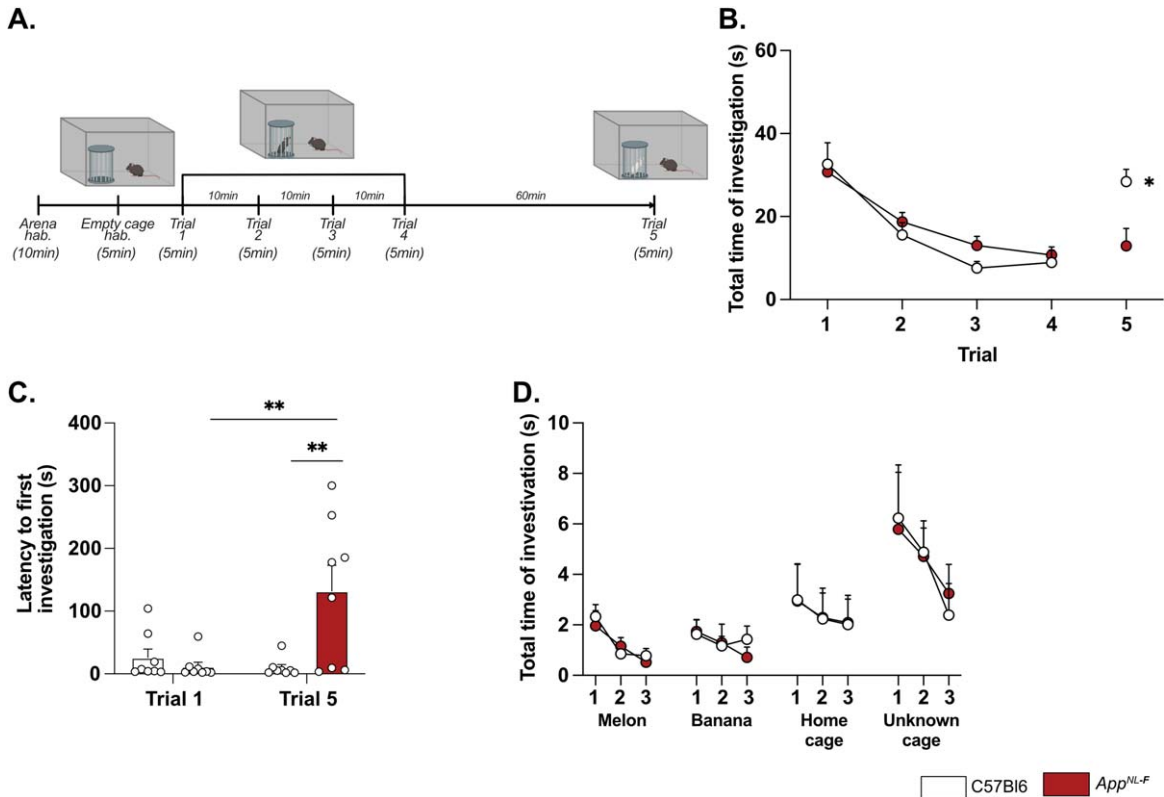 A.
10min 10min 10min 60min
Arena hab. (10min)
Empty cage hab. (5min)
Trial 1 (5min)
Trial 2 (5min)
Trial 3 (5min)
Trial 4 (5min)
Trial 5 (5min)
B.
Total time of investigation (s)
60
40
20
0
1 2 3 4 5
Trial
*
C.
Latency to first
investigation (s)
400
300
200
100
0
**
**
Trial 1 Trial 5
D.
Total time of investivation (s)
10
8
6
4
2
0
1 2 3 1 2 3 1 2 3 1 2 3
Melon Banana Home cage Unknown cage
C57Bl6 App^NL-F